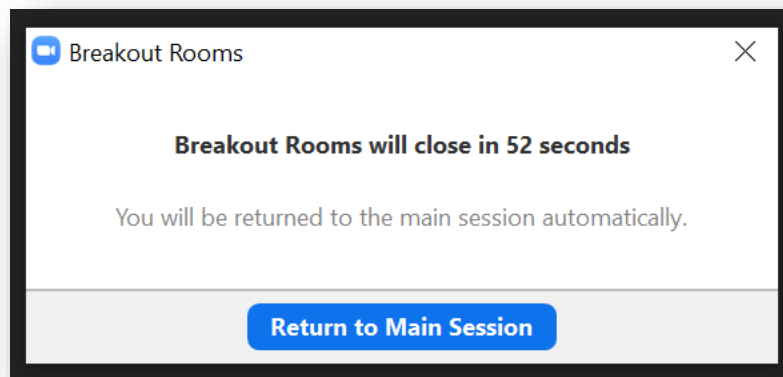 Breakout Rooms
Breakout Rooms will close in 52 seconds
You will be returned to the main session automatically.
Return to Main Session